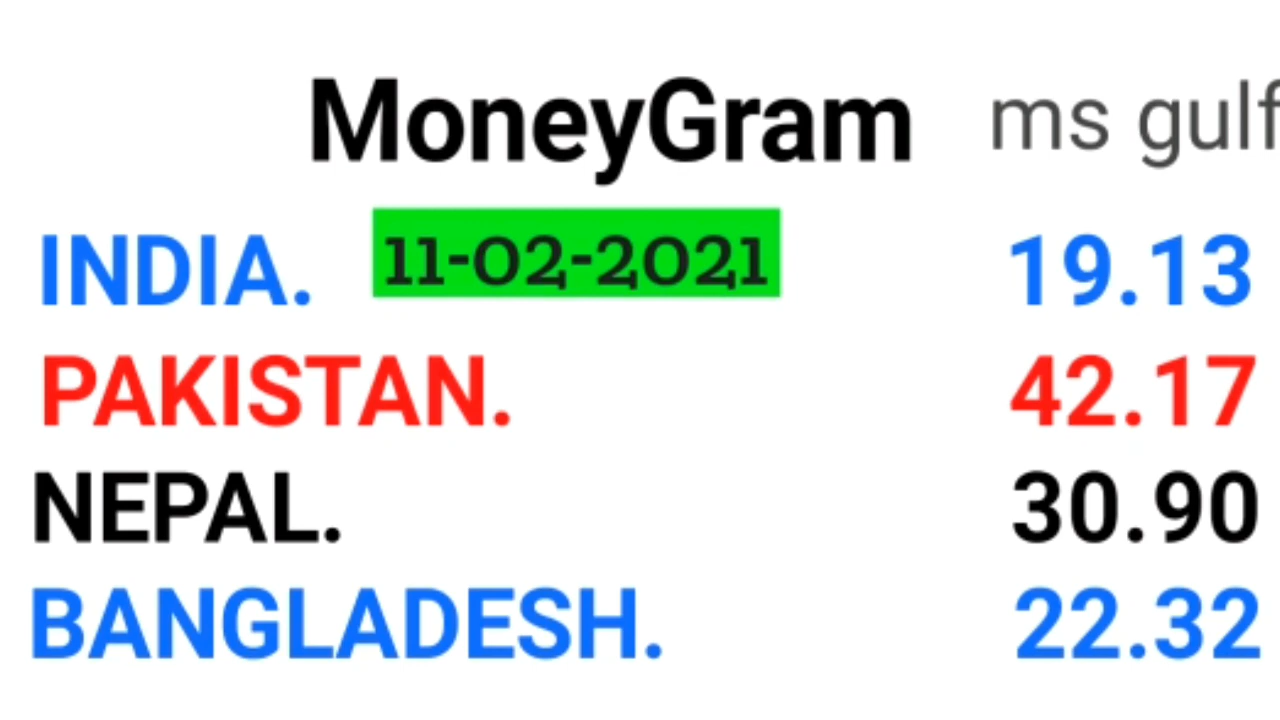 MoneyGram ms gulf
INDIA. 11-02-2021 19.13
PAKISTAN. 42.17
NEPAL. 30.90
BANGLADESH. 22.32